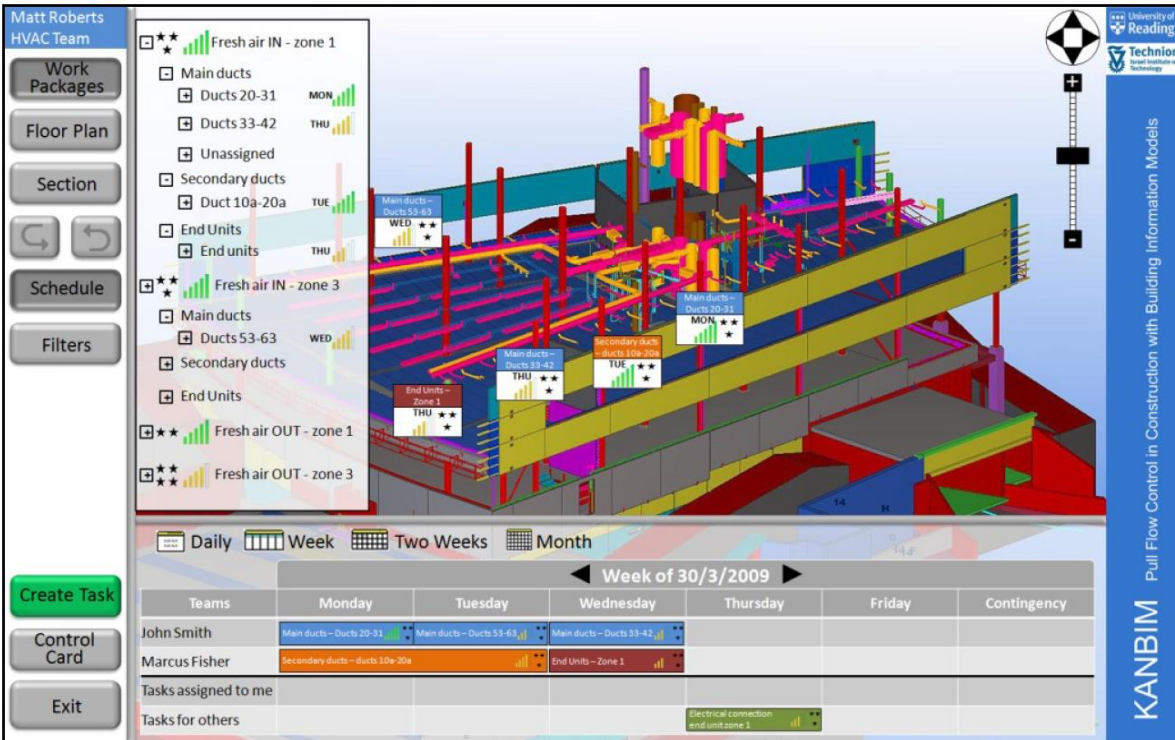 Matt Roberts
HVAC Team
Work
Packages
Floor Plan
Section
Schedule
Filters
Create Task
Control
Card
Exit
Fresh air IN - zone 1
Main ducts
Ducts 20-31 MON
Ducts 33-42 THU
Unassigned
Secondary ducts
Duct 10a-20a TUE
End Units
End units THU
Fresh air IN - zone 3
Main ducts
Ducts 53-63 WED
Secondary ducts
End Units
Fresh air OUT - zone 1
Fresh air OUT - zone 3
Main ducts –
Ducts 53-63
WED
Main ducts –
Ducts 20-31
MON
Secondary ducts
– ducts 10a-20a
TUE
Main ducts –
Ducts 33-42
THU
End Units –
Zone 1
THU
14 H
Daily Week Two Weeks Month
Week of 30/3/2009
Teams Monday Tuesday Wednesday Thursday Friday Contingency
John Smith Main ducts – Ducts 20-31 Main ducts – Ducts 53-63 Main ducts – Ducts 33-42
Marcus Fisher Secondary ducts – ducts 10a-20a End Units – Zone 1
Tasks assigned to me
Tasks for others Electrical connection
end unit zone 1
University of
Reading
Technion
Israel Institute of
Technology
KANBIM Pull Flow Control in Construction with Building Information Models